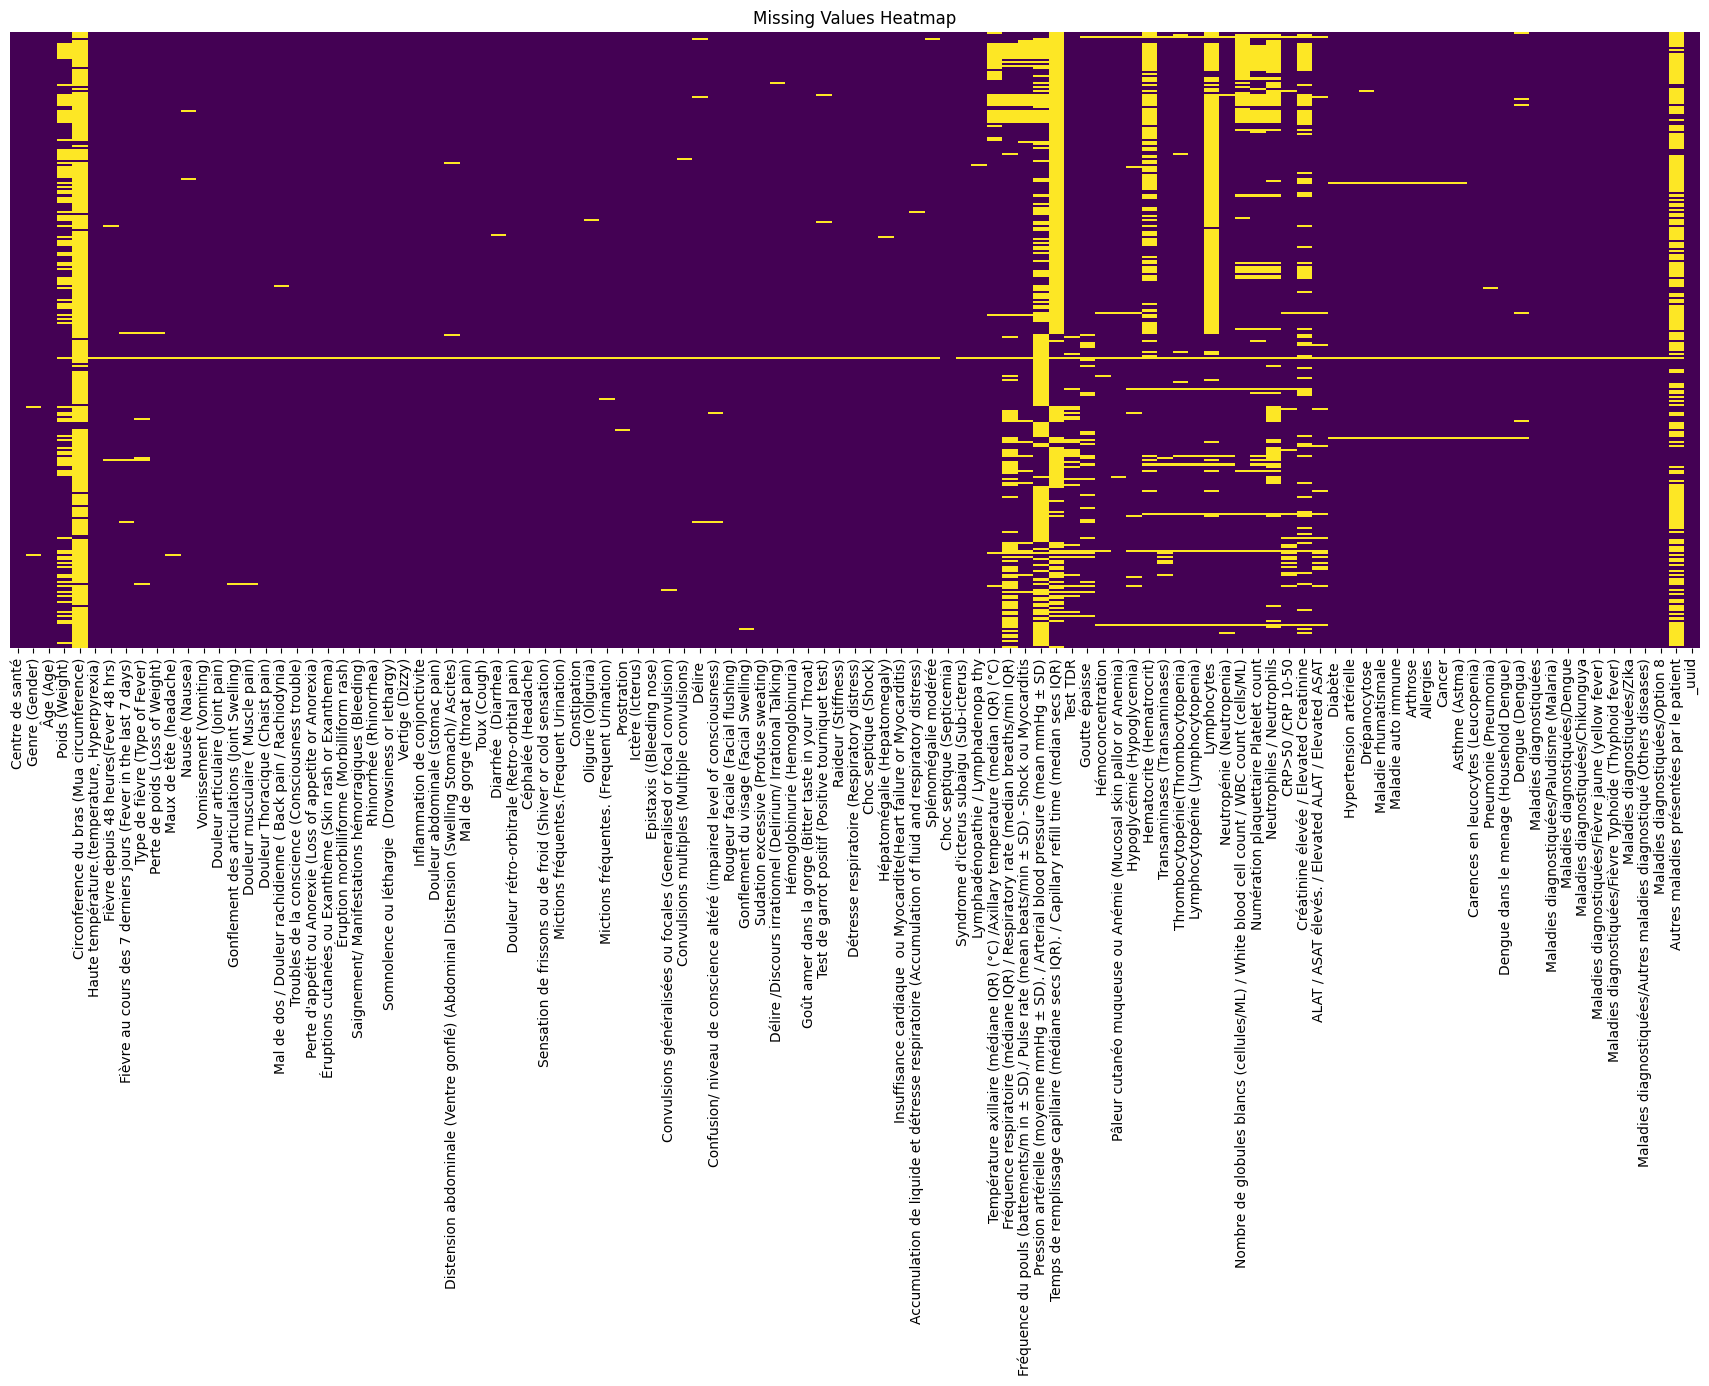 Missing Values Heatmap
Centre de santé
Genre (Gender)
Âge (Age)
Poids (Weight)
Circonférence du bras (Mua circumference)
Haute température.(temperature, Hyperpyrexia)
Fièvre depuis 48 heures(Fever 48 hrs)
Fièvre au cours des 7 derniers jours (Fever in the last 7 days)
Type de fièvre (Type of Fever)
Perte de poids (Loss of Weight)
Maux de tête (headache)
Nausée (Nausea)
Vomissement (Vomiting)
Douleur articulaire (Joint pain)
Gonflement des articulations (Joint Swelling)
Douleur musculaire ( Muscle pain)
Douleur Thoracique (Chaist pain)
Mal de dos / Douleur rachidienne ( Back pain / Rachiodynia)
Troubles de la conscience (Consciousness trouble)
Perte d'appétit ou Anorexie (Loss of appetite or Anorexia)
Éruptions cutanées ou Exanthème (Skin rash or Exanthema)
Éruption morbilliforme (Morbilliform rash)
Saignement/ Manifestations hémorragiques (Bleeding)
Rhinorrhée (Rhinorrhea)
Somnolence ou léthargie  (Drowsiness or lethargy)
Vertige (Dizzy)
Inflammation de conjonctivite
Douleur abdominale (stomac pain)
Distension abdominale (Ventre gonflé) (Abdominal Distension (Swelling Stomach)/ Ascites)
Mal de gorge (throat pain)
Toux (Cough)
Diarrhée  (Diarrhea)
Douleur rétro-orbitrale (Retro-orbital pain)
Céphalée (Headache)
Sensation de frissons ou de froid (Shiver or cold sensation)
Mictions fréquentes.(Frequent Urination)
Constipation
Oligurie (Oliguria)
Mictions fréquentes. (Frequent Urination)
Prostration
Ictère (Icterus)
Epistaxis ((Bleeding nose)
Convulsions généralisées ou focales (Generalised or focal convulsion)
Convulsions multiples (Multiple convulsions)
Délire
Confusion/ niveau de conscience altéré (impaired level of consciousness)
Rougeur faciale (Facial flushing)
Gonflement du visage (Facial Swelling)
Sudation excessive (Profuse sweating)
Délire /Discours irrationnel (Delirium/ Irrational Talking)
Hémoglobinurie (Hemoglobinuria)
Goût amer dans la gorge (Bitter taste in your Throat)
Test de garrot positif (Positive tourniquet test)
Raideur (Stiffness)
Détresse respiratoire (Respiratory distress)
Choc septique (Shock)
Hépatomégalie (Hepatomegaly)
Insuffisance cardiaque  ou Myocardite(Heart failure or Myocarditis)
Accumulation de liquide et détresse respiratoire (Accumulation of fluid and respiratory distress)
Splénomégalie modérée
Choc septique (Septicemia)
Syndrome d'icterus subaigu (Sub-icterus)
Lymphadénopathie / Lymphadenopa thy
Température axillaire (médiane IQR) (°C) /Axillary temperature (median IQR) (°C)
Fréquence respiratoire (médiane IQR) / Respiratory rate (median breaths/min IQR)
Fréquence du pouls (battements/m in ± SD)./ Pulse rate (mean beats/min ± SD) - Shock ou Myocarditis
Pression artérielle (moyenne mmHg ± SD). / Arterial blood pressure (mean mmHg ± SD)
Temps de remplissage capillaire (médiane secs IQR). / Capillary refill time (median secs IQR)
Test TDR
Goutte épaisse
Hémoconcentration
Pâleur cutanéo muqueuse ou Anémie (Mucosal skin pallor or Anemia)
Hypoglycémie (Hypoglycemia)
Hématocrite (Hematrocrit)
Transaminases (Transaminases)
Thrombocytopénie(Thrombocytopenia)
Lymphocytopénie (Lymphocytopenia)
Lymphocytes
Neutropénie (Neutropenia)
Nombre de globules blancs (cellules/ML) / White blood cell count / WBC count (cells/ML)
Numération plaquettaire / Platelet count
Neutrophiles / Neutrophils
CRP>50 /CRP 10-50
Créatinine élevée / Elevated Creatinine
ALAT / ASAT élevés. / Elevated ALAT / Elevated ASAT
Diabète
Hypertension artérielle
Drépanocytose
Maladie rhumatismale
Maladie auto immune
Arthrose
Allergies
Cancer
Asthme (Astma)
Carences en leucocytes (Leucopenia)
Pneumonie (Pneumonia)
Dengue dans le menage (Household Dengue)
Dengue (Dengua)
Maladies diagnostiquées
Maladies diagnostiquées/Paludisme (Malaria)
Maladies diagnostiquées/Dengue
Maladies diagnostiquées/Chikungunya
Maladies diagnostiquées/Fièvre Jaune (yellow fever)
Maladies diagnostiquées/Fièvre Typhoïde (Thyphoid fever)
Maladies diagnostiquées/Zika
Maladies diagnostiquées/Autres maladies diagnostiqué (Others diseases)
Maladies diagnostiquées/Option 8
Autres maladies présentées par le patient
_uuid